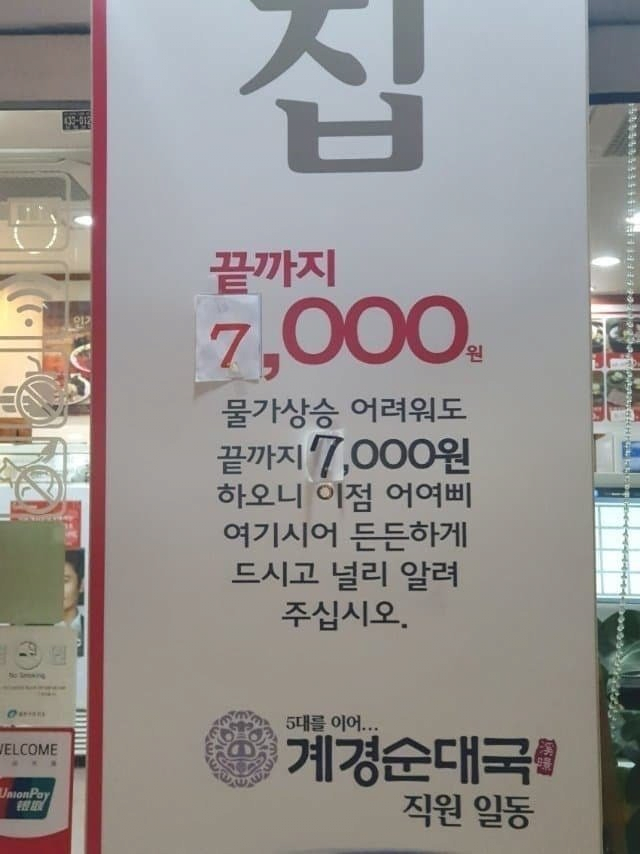 집
끝까지
7,000원
물가상승 어려워도
끝까지 7,000원
하오니 이점 어여삐
여기시어 든든하게
드시고 널리 알려
주십시오.
5대를 이어...
계경순대국
직원 일동
No Smoking
WELCOME
UnionPay
银联